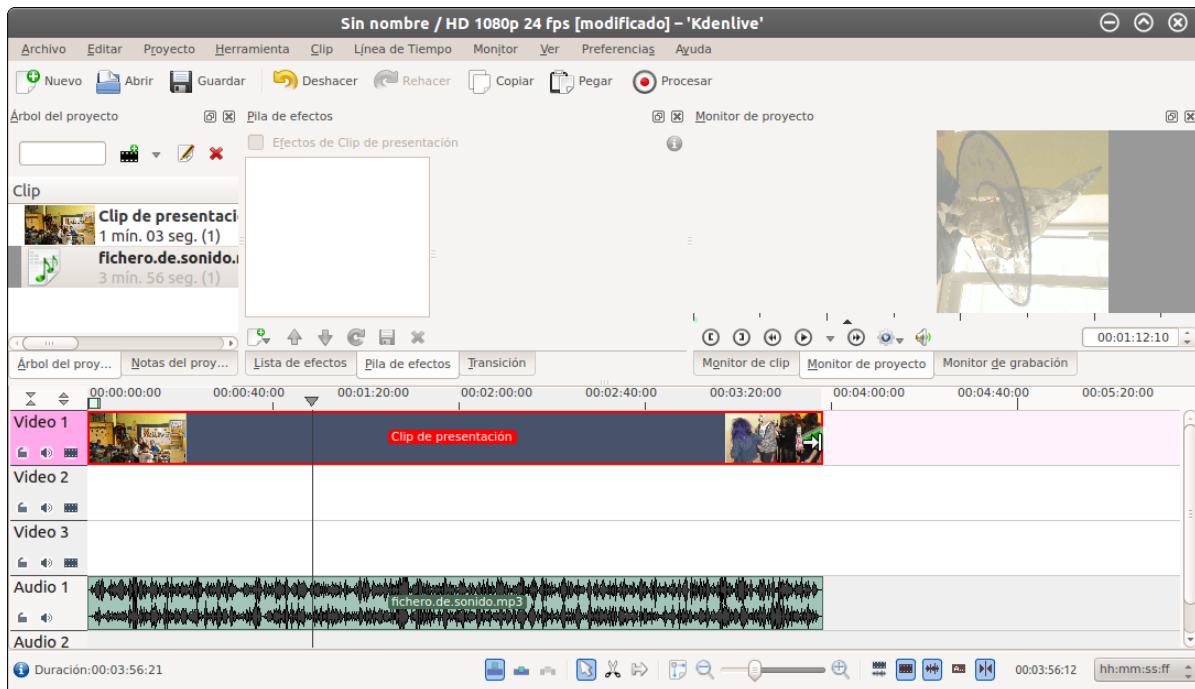 Sin nombre / HD 1080p 24 fps [modificado] – 'Kdenlive'
Archivo Editar Proyecto Herramienta Clip Línea de Tiempo Monitor Ver Preferencias Ayuda
Nuevo Abrir Guardar Deshacer Rehacer Copiar Pegar Procesar
Árbol del proyecto Pila de efectos Monitor de proyecto
Efectos de Clip de presentación
Clip
Clip de presentaci
1 mín. 03 seg. (1)
fichero.de.sonido.
3 mín. 56 seg. (1)
00:01:12:10
Árbol del proy... Notas del proy... Lista de efectos Pila de efectos Transición Monitor de clip Monitor de proyecto Monitor de grabación
00:00:00:00 00:00:40:00 00:01:20:00 00:02:00:00 00:02:40:00 00:03:20:00 00:04:00:00 00:04:40:00 00:05:20:00
Video 1
Clip de presentación
Video 2
Video 3
Audio 1
fichero.de.sonido.mp3
Audio 2
Duración:00:03:56:21 00:03:56:12 hh:mm:ss:ff